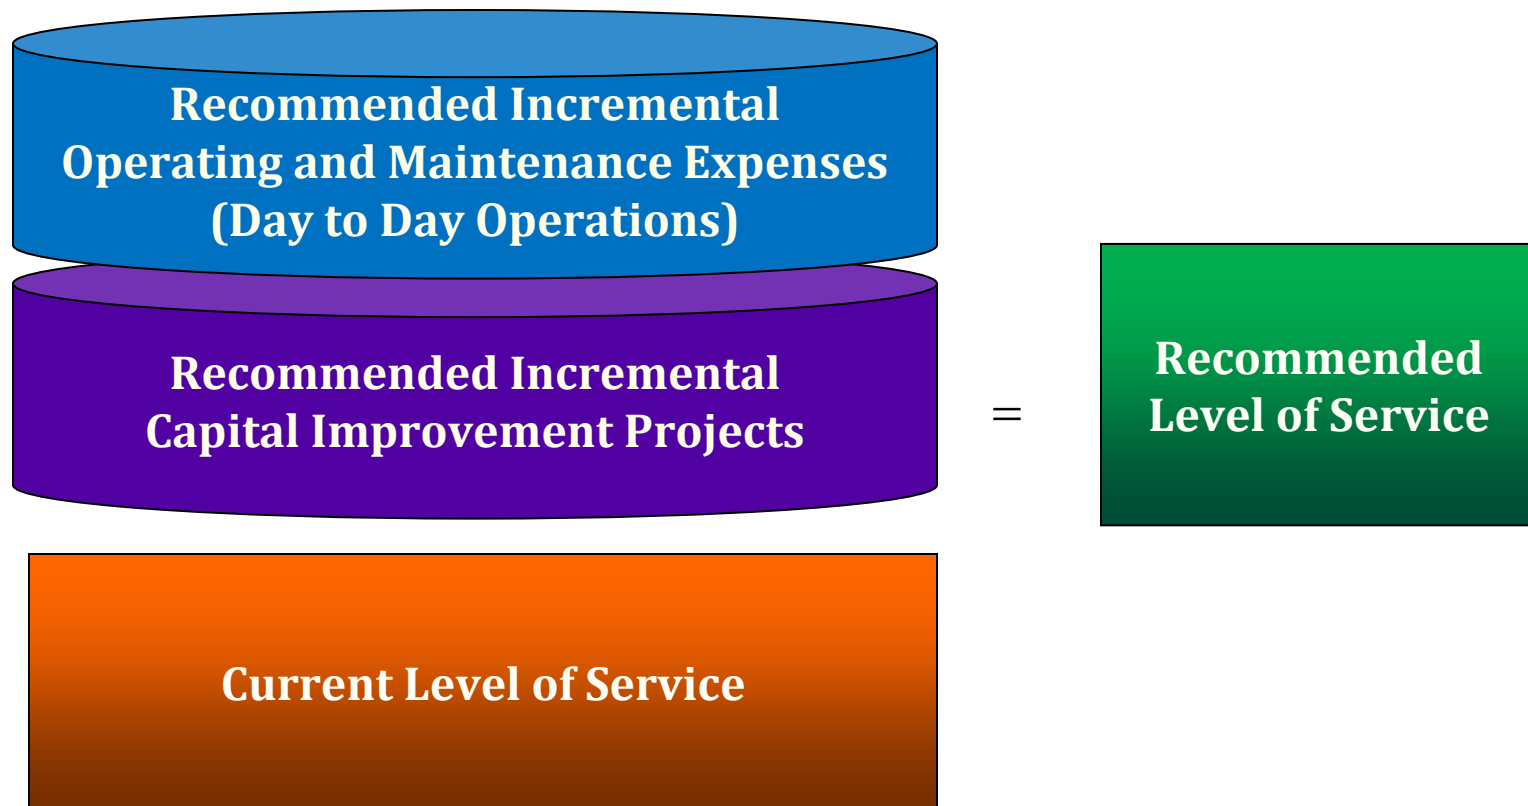 Recommended Incremental
Operating and Maintenance Expenses
(Day to Day Operations)
Recommended Incremental
Capital Improvement Projects
=
Recommended
Level of Service
Current Level of Service